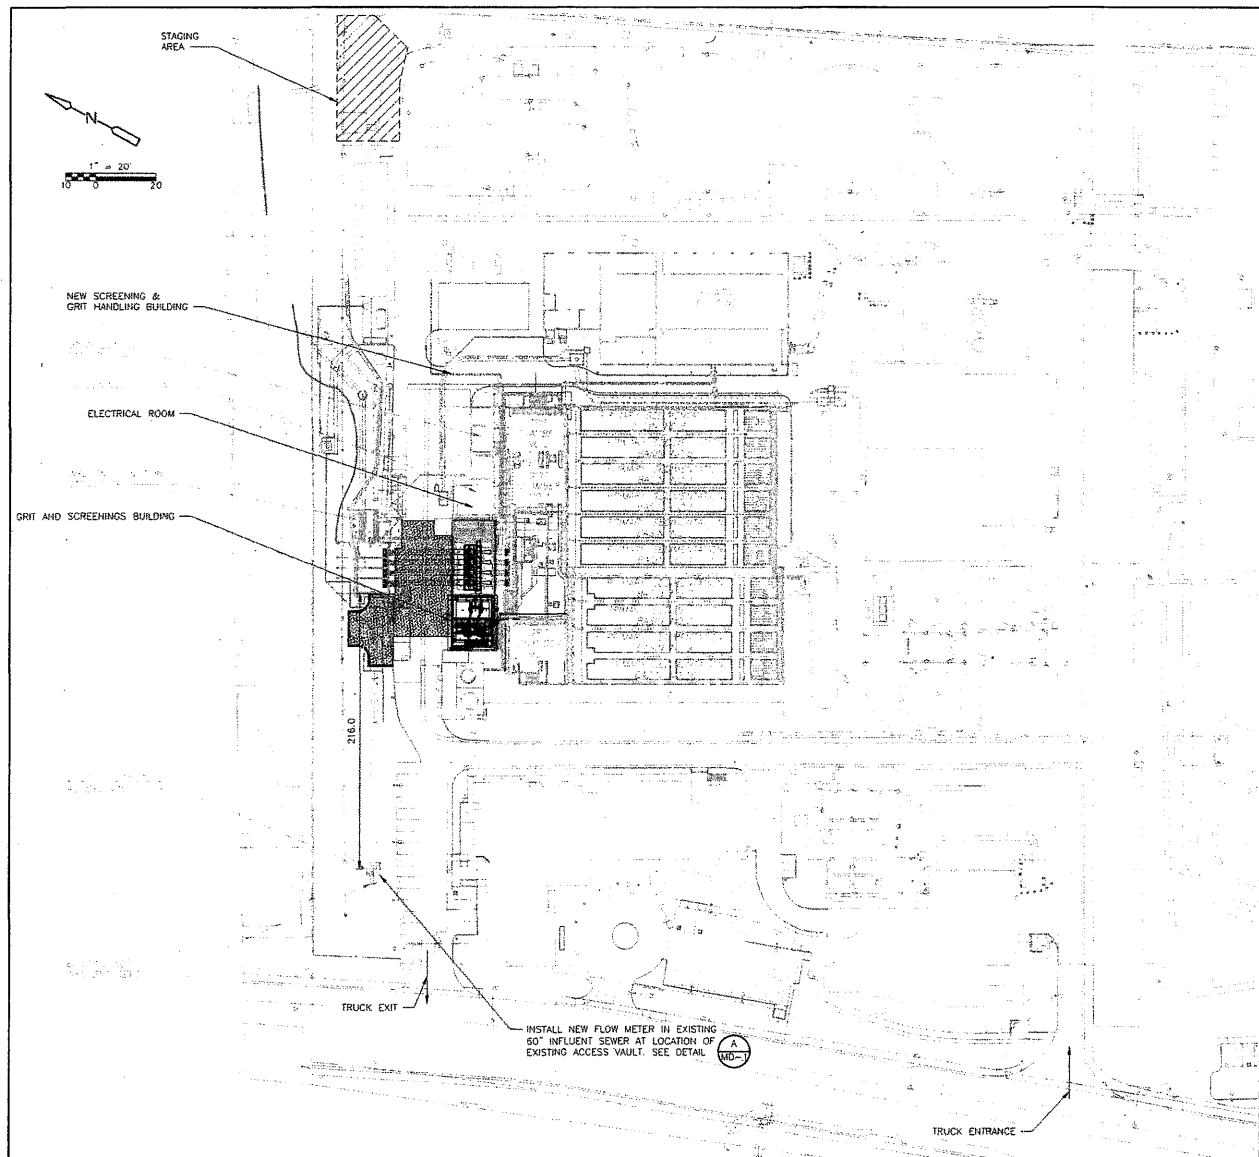 STAGING
AREA
N
1" = 20'
10 0 20
NEW SCREENING &
GRIT HANDLING BUILDING
ELECTRICAL ROOM
GRIT AND SCREENINGS BUILDING
216.0
TRUCK EXIT
INSTALL NEW FLOW METER IN EXISTING
60" INFLUENT SEWER AT LOCATION OF
EXISTING ACCESS VAULT. SEE DETAIL
A
MD-1
TRUCK ENTRANCE